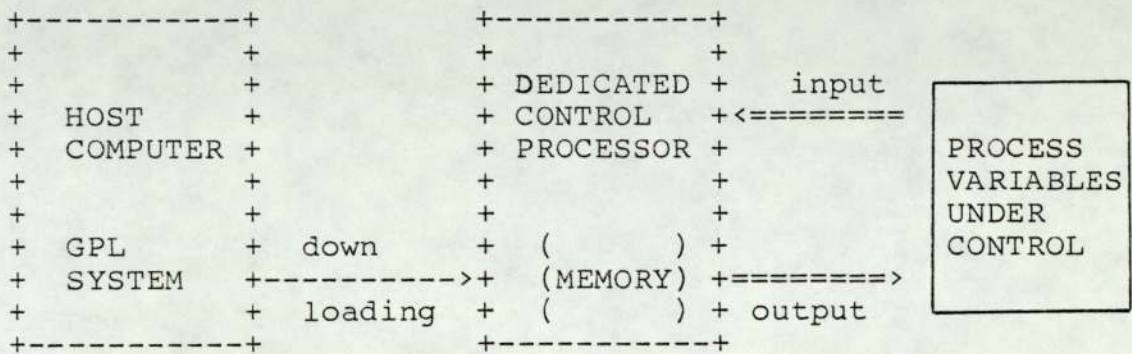 HOST
COMPUTER
GPL
SYSTEM
down
loading
DEDICATED
CONTROL
PROCESSOR
(MEMORY)
input
output
PROCESS
VARIABLES
UNDER
CONTROL